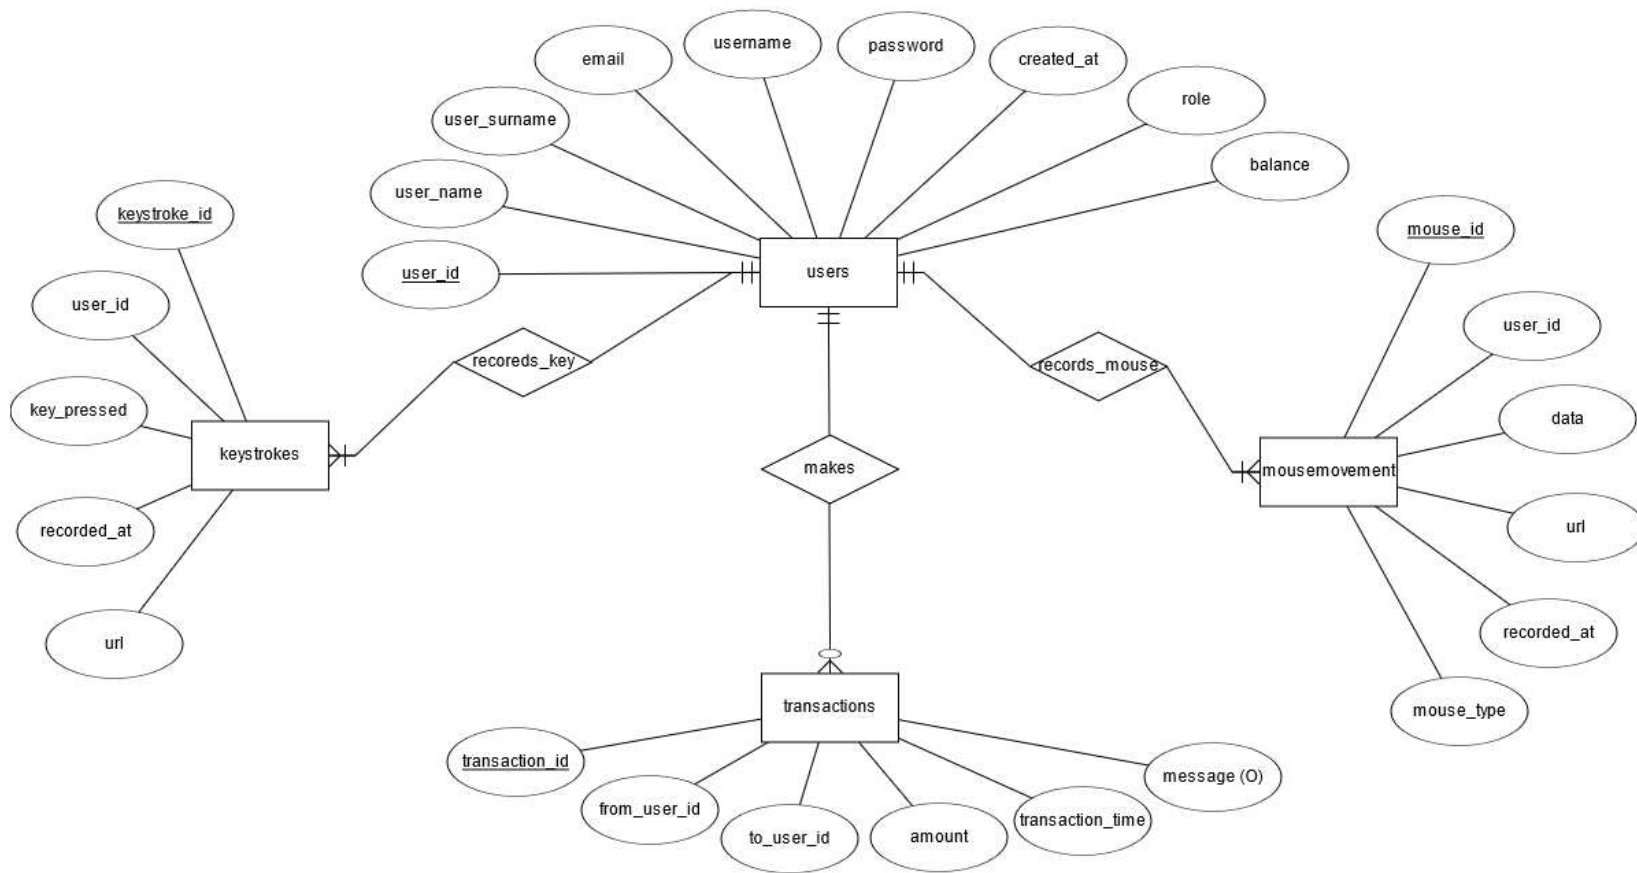 username
password
email
created_at
role
user_surname
balance
user_name
keystroke_id
mouse_id
users
user_id
user_id
user_id
recoreds_key
records_mouse
key_pressed
data
keystrokes
makes
mousemovement
recorded_at
url
url
recorded_at
transactions
mouse_type
transaction_id
message (O)
from_user_id
transaction_time
to_user_id
amount